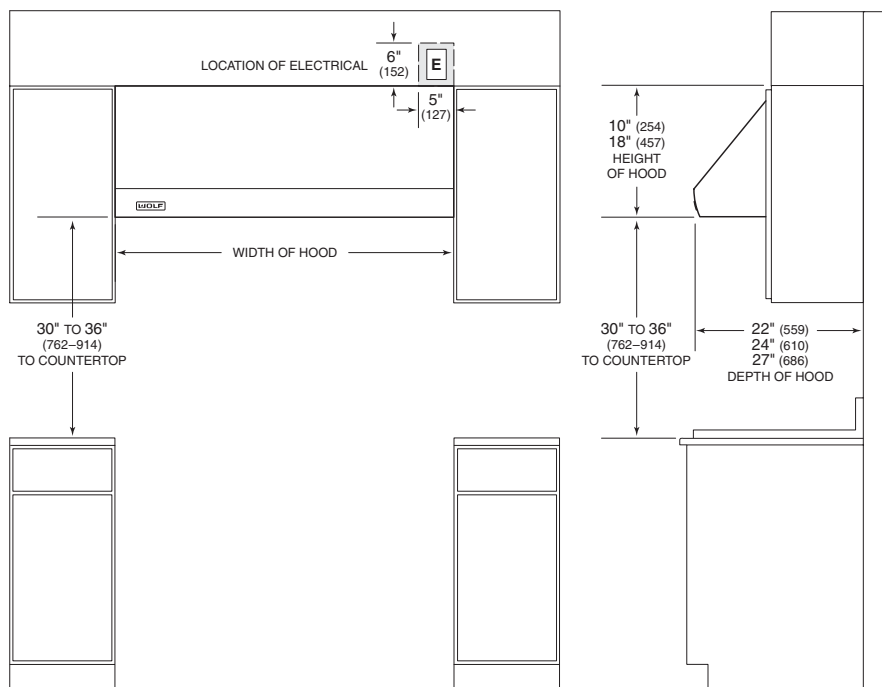 LOCATION OF ELECTRICAL
6"
(152)
E
5"
(127)
WOLF
WIDTH OF HOOD
30" TO 36"
(762–914)
TO COUNTERTOP
10" (254)
18" (457)
HEIGHT
OF HOOD
30" TO 36"
(762–914)
TO COUNTERTOP
22" (559)
24" (610)
27" (686)
DEPTH OF HOOD